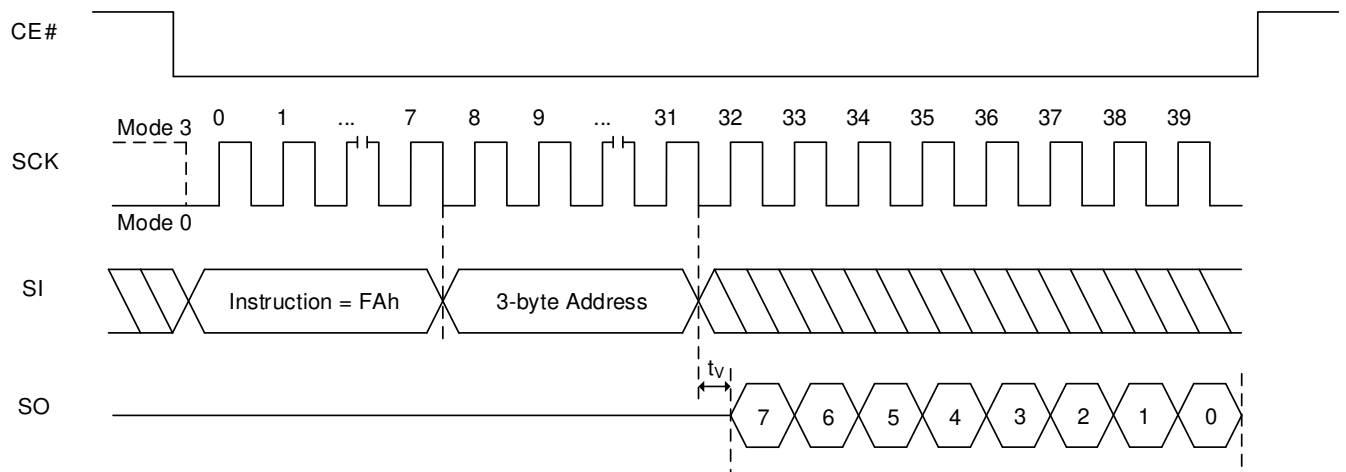 CE#
Mode 3
0 1 ... 7 8 9 ... 31 32 33 34 35 36 37 38 39
SCK
Mode 0
SI
Instruction = FAh
3-byte Address
tV
SO
7 6 5 4 3 2 1 0